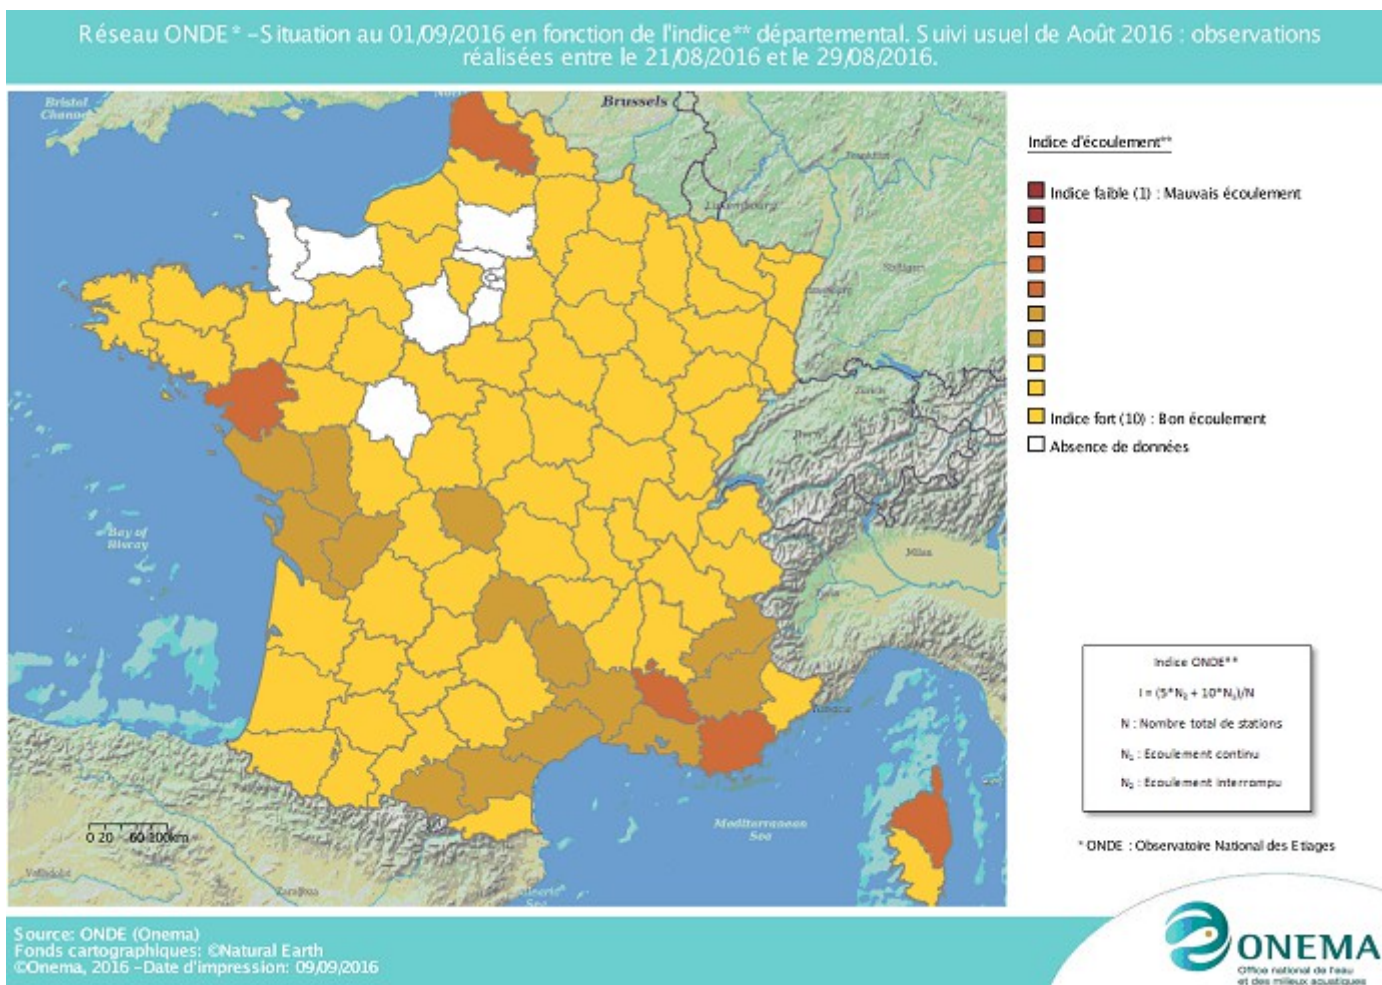 Réseau ONDE* -Situation au 01/09/2016 en fonction de l'indice** départemental. Suivi usuel de Août 2016 : observations
réalisées entre le 21/08/2016 et le 29/08/2016.
Bristol
Channel
Brussels
Frankfurt
Luxembourg
Stuttgart
Indice d'écoulement**
Indice faible (1) : Mauvais écoulement
Indice fort (10) : Bon écoulement
Absence de données
Zurich
Bay of
Biscay
Milan
Indice ONDE**
I = (5*N₂ + 10*N₁)/N
N : Nombre total de stations
N₁ : Ecoulement continu
N₂ : Ecoulement interrompu
Mediterranean
Sea
0 20 60 100km
* ONDE : Observatoire National des Etiages
Valladolid
Zaragoza
Source: ONDE (Onema)
Fonds cartographiques: ©Natural Earth
©Onema, 2016 -Date d'impression: 09/09/2016
ONEMA
Office national de l'eau
et des milieux aquatiques